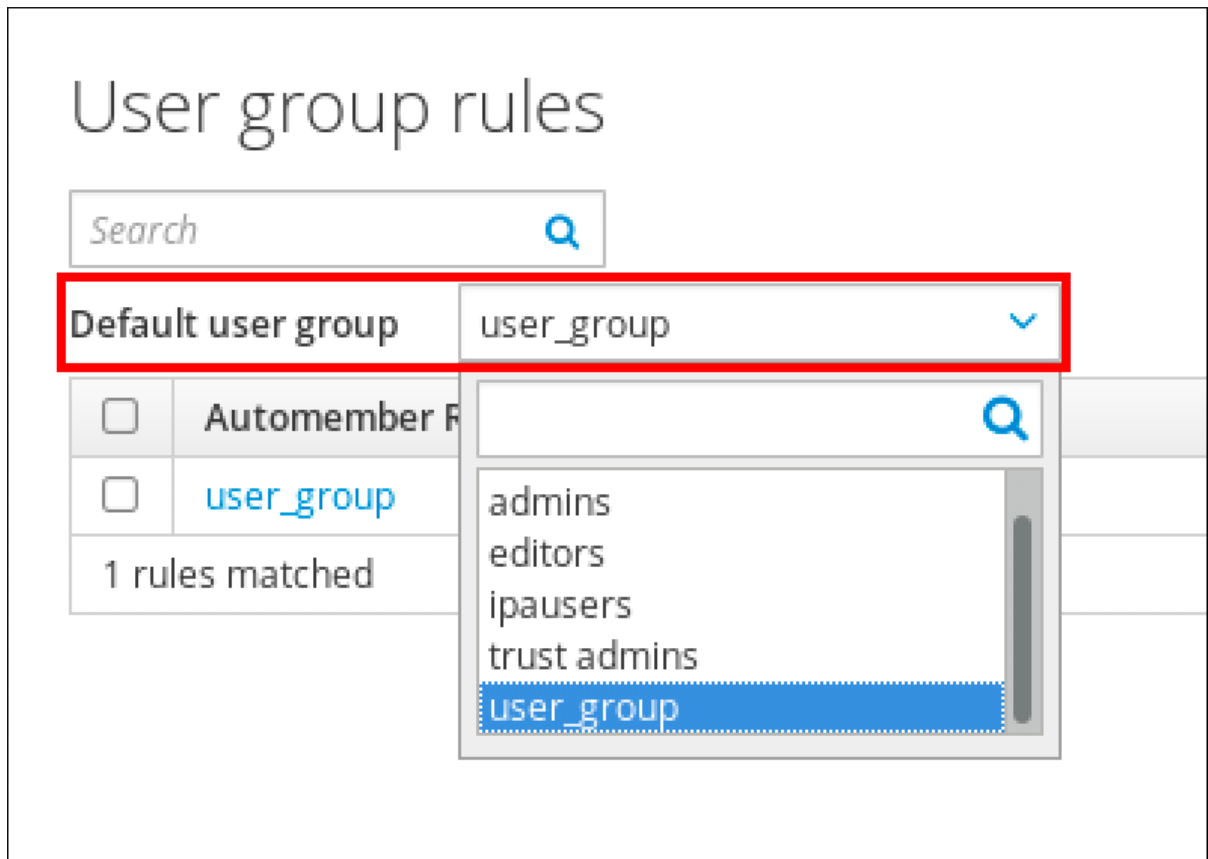 User group rules
Search
Default user group user_group
Automember R
user_group
1 rules matched
admins
editors
ipausers
trust admins
user_group